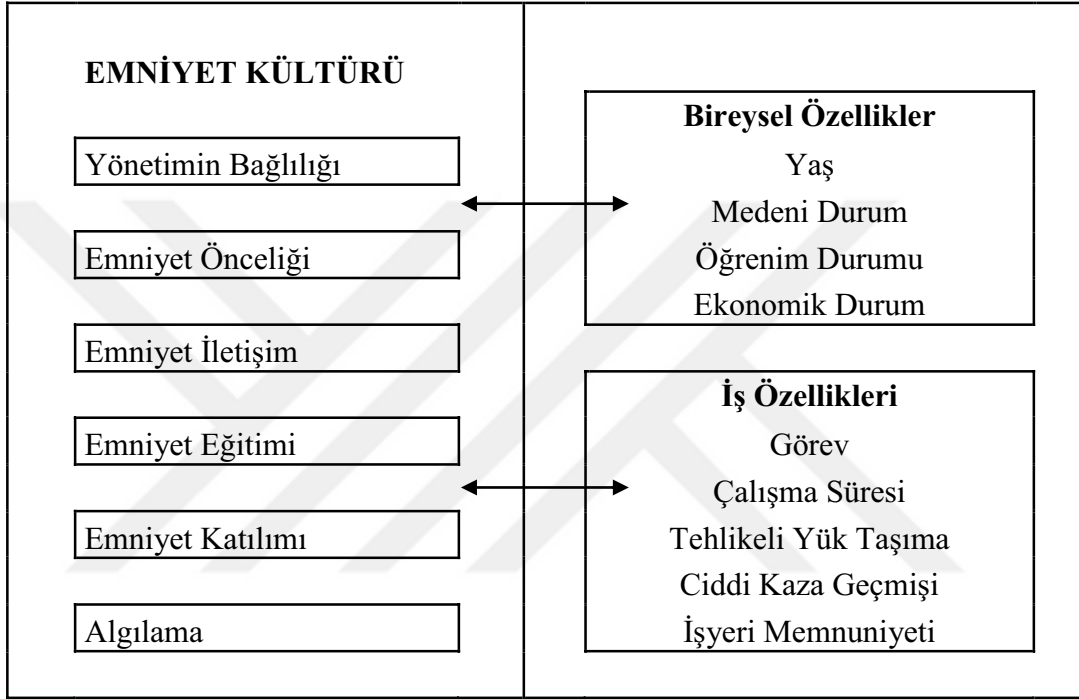 EMNİYET KÜLTÜRÜ
Yönetimin Bağlılığı
Emniyet Önceliği
Emniyet İletişim
Emniyet Eğitimi
Emniyet Katılımı
Algılama
Bireysel Özellikler
Yaş
Medeni Durum
Öğrenim Durumu
Ekonomik Durum
İş Özellikleri
Görev
Çalışma Süresi
Tehlikeli Yük Taşıma
Ciddi Kaza Geçmişi
İşyeri Memnuniyeti